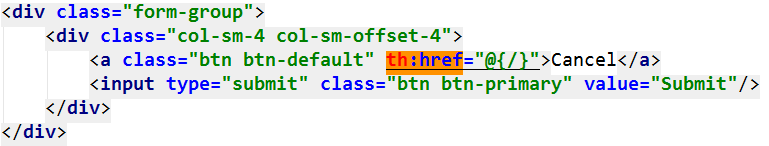 <div class="form-group">
    <div class="col-sm-4 col-sm-offset-4">
        <a class="btn btn-default" th:href="@{/}">Cancel</a>
        <input type="submit" class="btn btn-primary" value="Submit"/>
    </div>
</div>